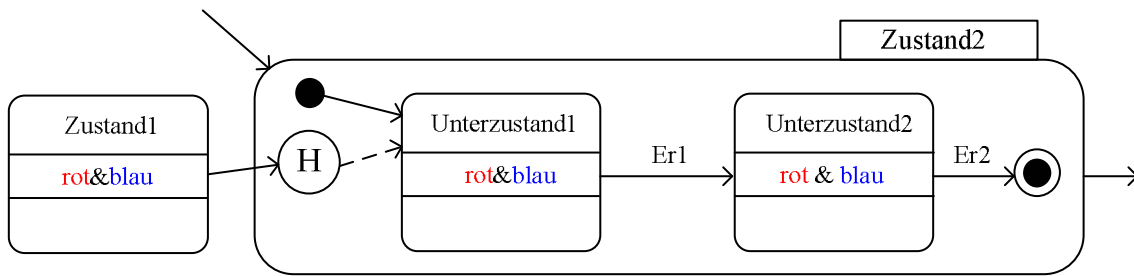 Zustand2
Zustand1
rot&blau
H
Unterzustand1
rot&blau
Er1
Unterzustand2
rot & blau
Er2